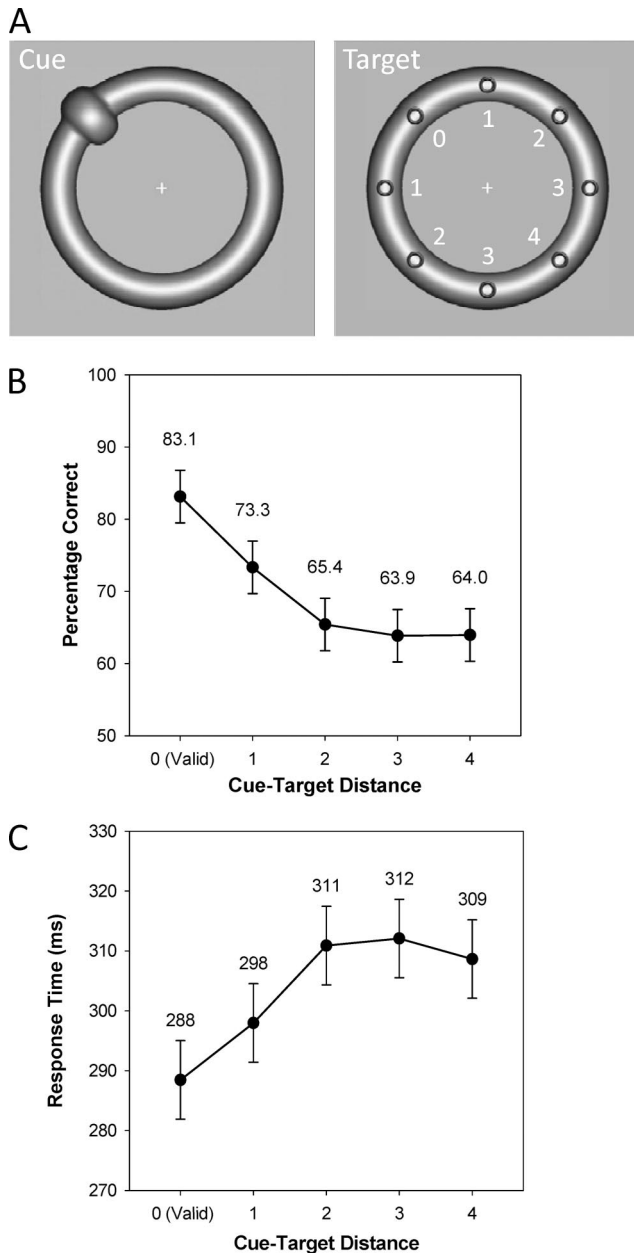 A
Cue
Target
1
0 2
1 + 3
+
2 4
3
B
Percentage Correct
100
90
80
70
60
50
83.1
73.3
65.4
63.9
64.0
0 (Valid) 1 2 3 4
Cue-Target Distance
C
Response Time (ms)
330
320
310
300
290
280
270
288
298
311
312
309
0 (Valid) 1 2 3 4
Cue-Target Distance